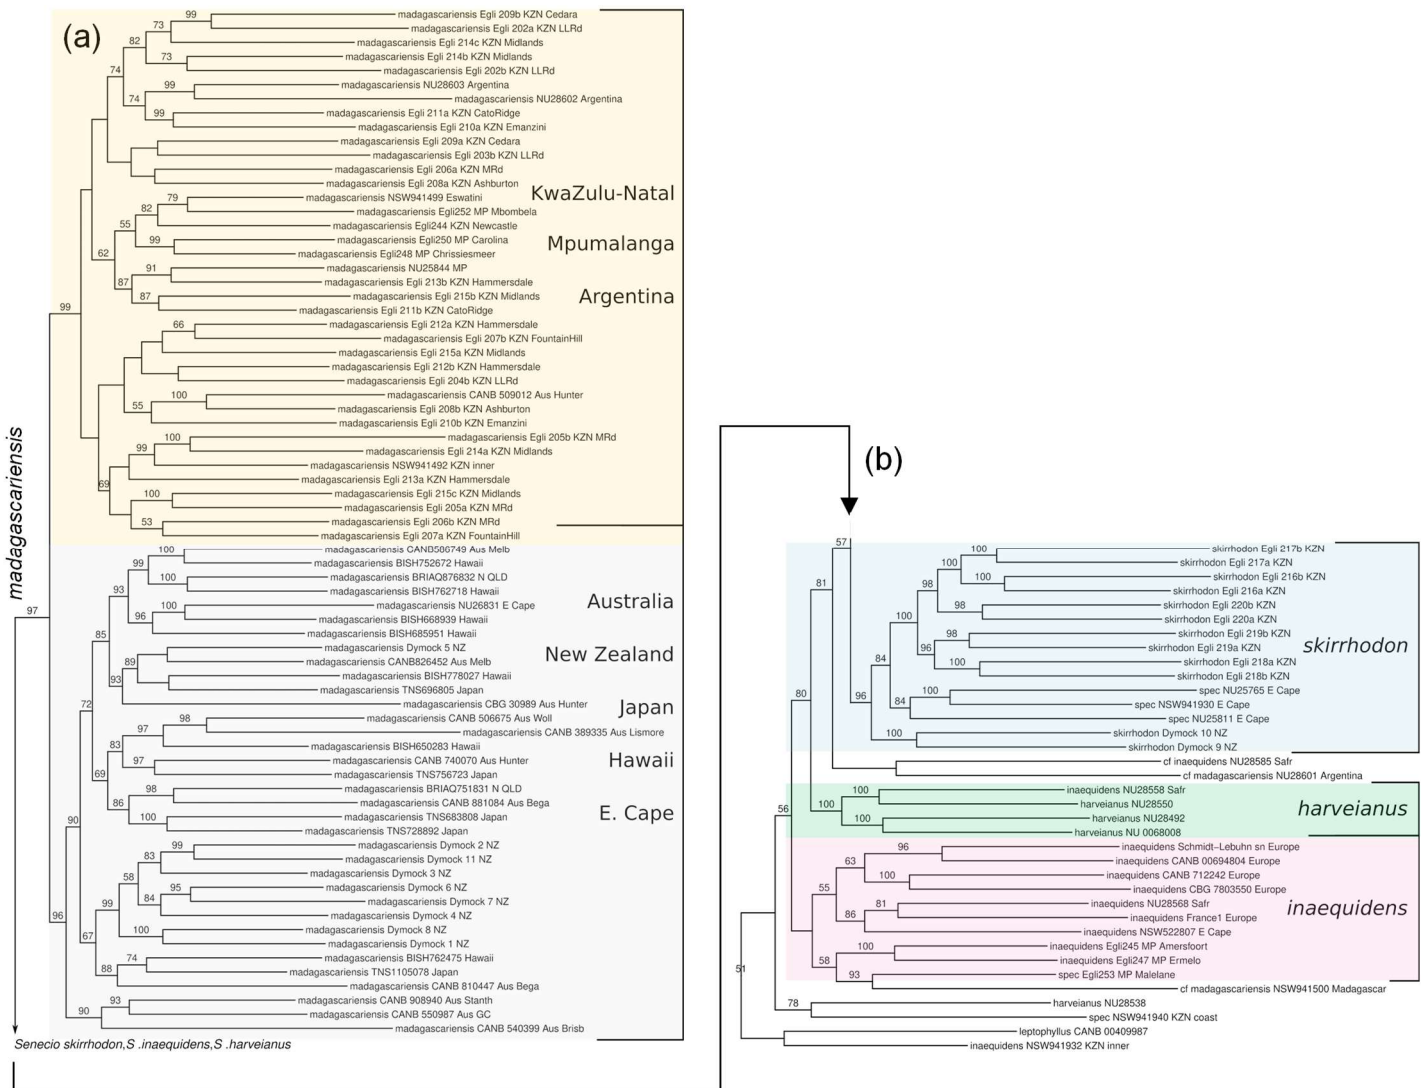 (a)
madagascariensis Egli 209b KZN Cedara
madagascariensis Egli 202a KZN LLRd
madagascariensis Egli 214c KZN Midlands
madagascariensis Egli 214b KZN Midlands
madagascariensis Egli 202b KZN LLRd
madagascariensis NU28603 Argentina
madagascariensis NU28602 Argentina
madagascariensis Egli 211a KZN CatoRidge
madagascariensis Egli 210a KZN Emanzini
madagascariensis Egli 209a KZN Cedara
madagascariensis Egli 203b KZN LLRd
madagascariensis Egli 206a KZN MRd
madagascariensis Egli 208a KZN Ashburton
madagascariensis NSW941499 Eswatini
madagascariensis Egli252 MP Mbombela
madagascariensis Egli244 KZN Newcastle
madagascariensis Egli250 MP Carolina
madagascariensis Egli248 MP Chrissiesmeer
madagascariensis NU25844 MP
madagascariensis Egli 213b KZN Hammersdale
madagascariensis Egli 215b KZN Midlands
madagascariensis Egli 211b KZN CatoRidge
madagascariensis Egli 212a KZN Hammersdale
madagascariensis Egli 207b KZN FountainHill
madagascariensis Egli 215a KZN Midlands
madagascariensis Egli 212b KZN Hammersdale
madagascariensis Egli 204b KZN LLRd
madagascariensis CANB 509012 Aus Hunter
madagascariensis Egli 208b KZN Ashburton
madagascariensis Egli 210b KZN Emanzini
madagascariensis Egli 205b KZN MRd
madagascariensis Egli 214a KZN Midlands
madagascariensis NSW941492 KZN inner
madagascariensis Egli 213a KZN Hammersdale
madagascariensis Egli 215c KZN Midlands
madagascariensis Egli 205a KZN MRd
madagascariensis Egli 206b KZN MRd
madagascariensis Egli 207a KZN FountainHill
KwaZulu-Natal
Mpumalanga
Argentina
99
73
82
73
74
99
74
99
79
82
55
99
62
91
87
87
99
66
100
55
100
99
69
100
53
madagascariensis
97
madagascariensis CANB586749 Aus Melb
madagascariensis BISH752672 Hawaii
madagascariensis BRIAQ876832 N QLD
madagascariensis BISH762718 Hawaii
madagascariensis NU26831 E Cape
madagascariensis BISH668939 Hawaii
madagascariensis BISH685951 Hawaii
madagascariensis Dymock 5 NZ
madagascariensis CANB826452 Aus Melb
madagascariensis BISH778027 Hawaii
madagascariensis TNS696805 Japan
madagascariensis CBG 30989 Aus Hunter
madagascariensis CANB 506675 Aus Woll
madagascariensis CANB 389335 Aus Lismore
madagascariensis BISH650283 Hawaii
madagascariensis CANB 740070 Aus Hunter
madagascariensis TNS756723 Japan
madagascariensis BRIAQ751831 N QLD
madagascariensis CANB 881084 Aus Bega
madagascariensis TNS683808 Japan
madagascariensis TNS728892 Japan
madagascariensis Dymock 2 NZ
madagascariensis Dymock 11 NZ
madagascariensis Dymock 3 NZ
madagascariensis Dymock 6 NZ
madagascariensis Dymock 7 NZ
madagascariensis Dymock 4 NZ
madagascariensis Dymock 8 NZ
madagascariensis Dymock 1 NZ
madagascariensis BISH762475 Hawaii
madagascariensis TNS1105078 Japan
madagascariensis CANB 810447 Aus Bega
madagascariensis CANB 908940 Aus Stanth
madagascariensis CANB 550987 Aus GC
madagascariensis CANB 540399 Aus Brisb
Australia
New Zealand
Japan
Hawaii
E. Cape
100
99
100
93
100
96
85
89
93
72
98
97
83
97
69
98
86
100
90
99
83
58
95
84
99
100
96
67
74
88
93
90
Senecio skirrhodon,S .inaequidens,S .harveianus
(b)
skirrhodon Egli 217b KZN
skirrhodon Egli 217a KZN
skirrhodon Egli 216b KZN
skirrhodon Egli 216a KZN
skirrhodon Egli 220b KZN
skirrhodon Egli 220a KZN
skirrhodon Egli 219b KZN
skirrhodon Egli 219a KZN
skirrhodon Egli 218a KZN
skirrhodon Egli 218b KZN
spec NU25765 E Cape
spec NSW941930 E Cape
spec NU25811 E Cape
skirrhodon Dymock 10 NZ
skirrhodon Dymock 9 NZ
cf inaequidens NU28585 Safr
cf madagascariensis NU28601 Argentina
inaequidens NU28558 Safr
harveianus NU28550
harveianus NU28492
harveianus NU 0068008
inaequidens Schmidt–Lebuhn sn Europe
inaequidens CANB 00694804 Europe
inaequidens CANB 712242 Europe
inaequidens CBG 7803550 Europe
inaequidens NU28568 Safr
inaequidens France1 Europe
inaequidens NSW522807 E Cape
inaequidens Egli245 MP Amersfoort
inaequidens Egli247 MP Ermelo
spec Egli253 MP Malelane
cf madagascariensis NSW941500 Madagascar
harveianus NU28538
spec NSW941940 KZN coast
leptophyllus CANB 00409987
inaequidens NSW941932 KZN inner
skirrhodon
harveianus
inaequidens
57
100
100
100
81
98
98
100
98
96
84
100
100
80
96
84
100
100
56
100
100
96
63
100
55
81
86
100
58
93
51
78